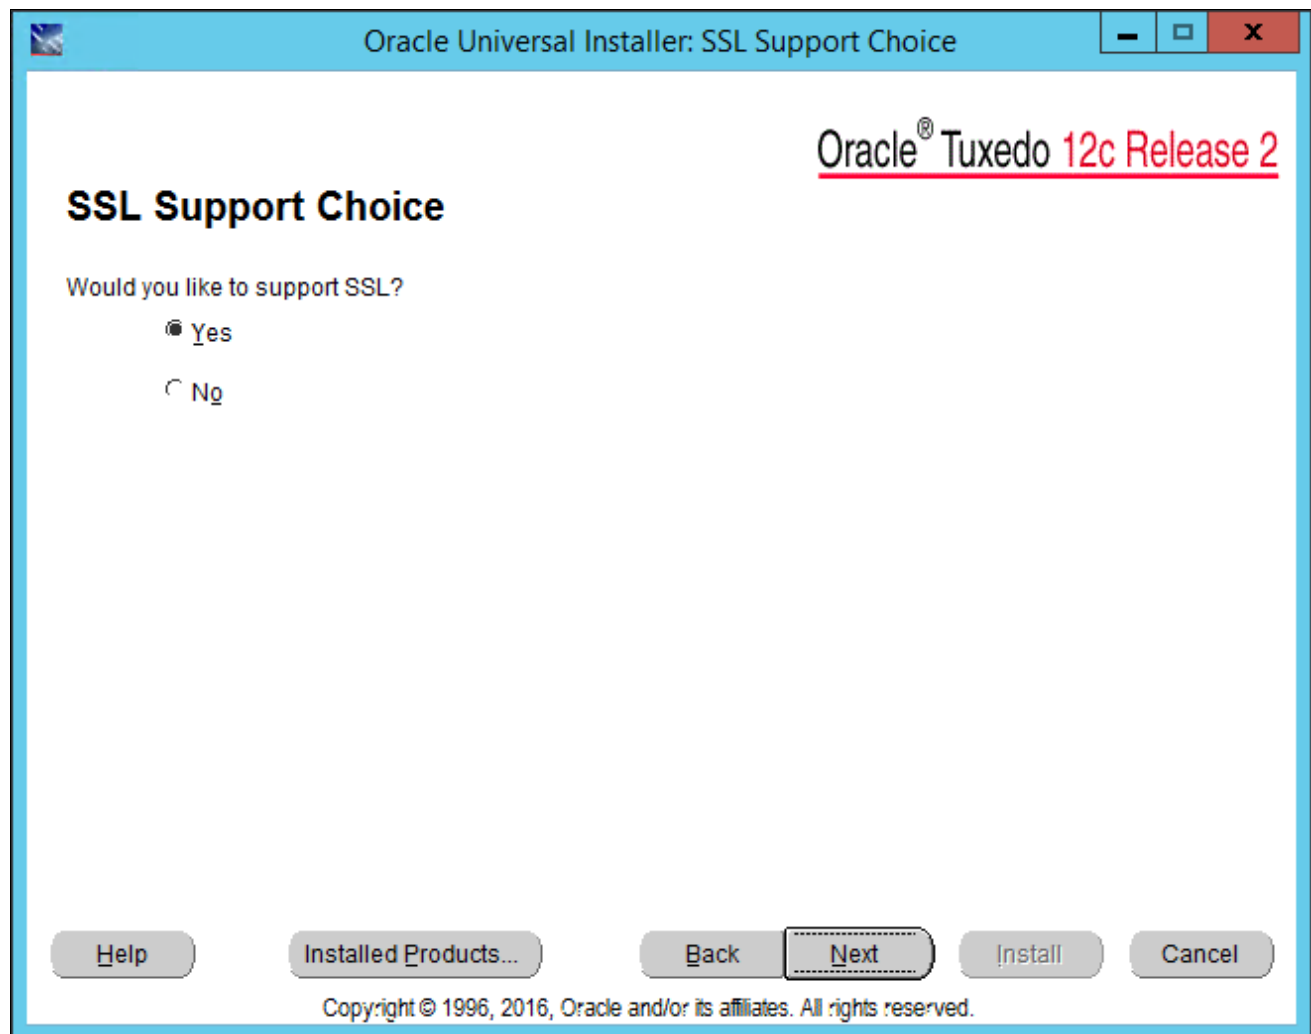 Oracle Universal Installer: SSL Support Choice
Oracle® Tuxedo 12c Release 2
SSL Support Choice
Would you like to support SSL?
Yes
No
Help Installed Products... Back Next Install Cancel
Copyright © 1996, 2016, Oracle and/or its affiliates. All rights reserved.